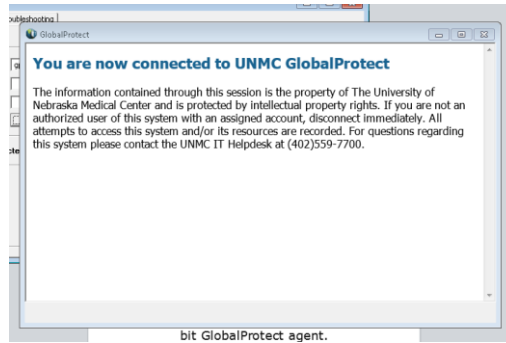 GlobalProtect
You are now connected to UNMC GlobalProtect
The information contained through this session is the property of The University of
Nebraska Medical Center and is protected by intellectual property rights. If you are not an
authorized user of this system with an assigned account, disconnect immediately. All
attempts to access this system and/or its resources are recorded. For questions regarding
this system please contact the UNMC IT Helpdesk at (402)559-7700.
bit GlobalProtect agent.